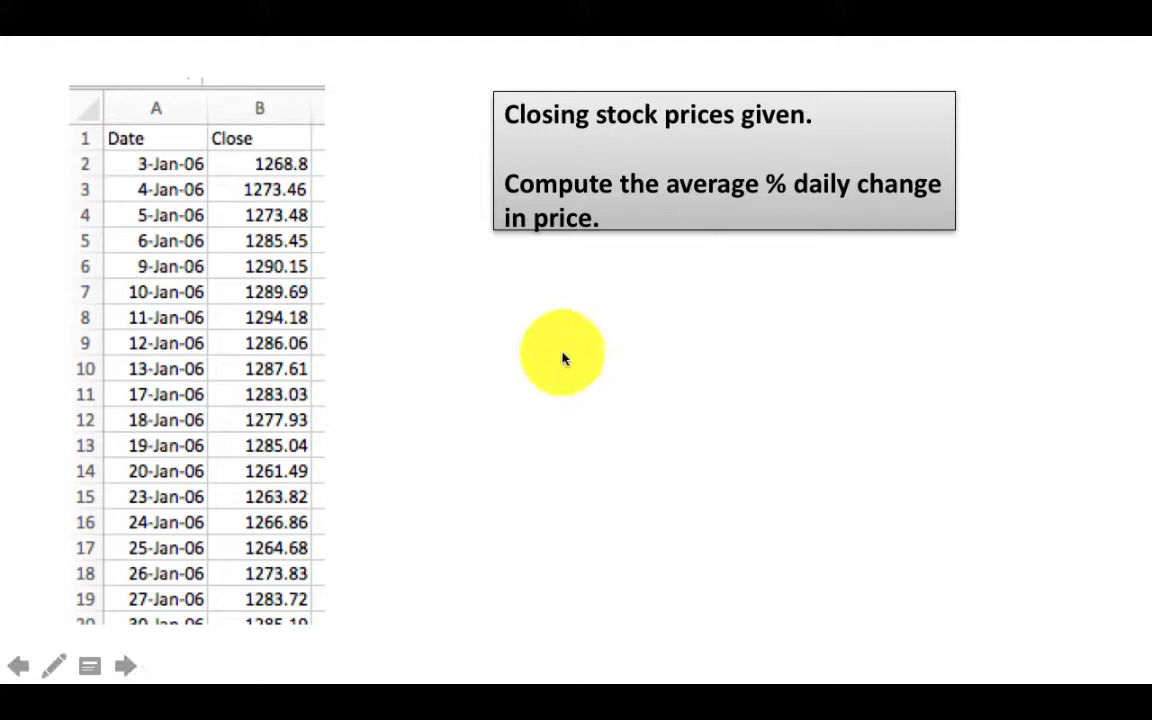 A B
1 Date Close
2 3-Jan-06 1268.8
3 4-Jan-06 1273.46
4 5-Jan-06 1273.48
5 6-Jan-06 1285.45
6 9-Jan-06 1290.15
7 10-Jan-06 1289.69
8 11-Jan-06 1294.18
9 12-Jan-06 1286.06
10 13-Jan-06 1287.61
11 17-Jan-06 1283.03
12 18-Jan-06 1277.93
13 19-Jan-06 1285.04
14 20-Jan-06 1261.49
15 23-Jan-06 1263.82
16 24-Jan-06 1266.86
17 25-Jan-06 1264.68
18 26-Jan-06 1273.83
19 27-Jan-06 1283.72
20 30-Jan-06 1285.19
Closing stock prices given.
Compute the average % daily change
in price.